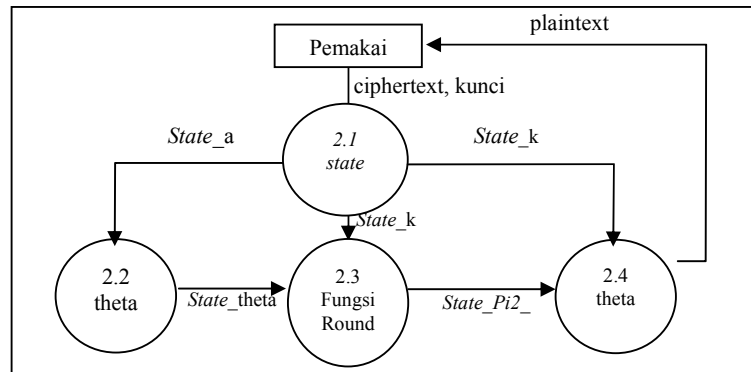 plaintext
Pemakai
ciphertext, kunci
State_a
2.1
state
State_k
State_k
2.2
theta
State_theta
2.3
Fungsi
Round
State_Pi2_
2.4
theta